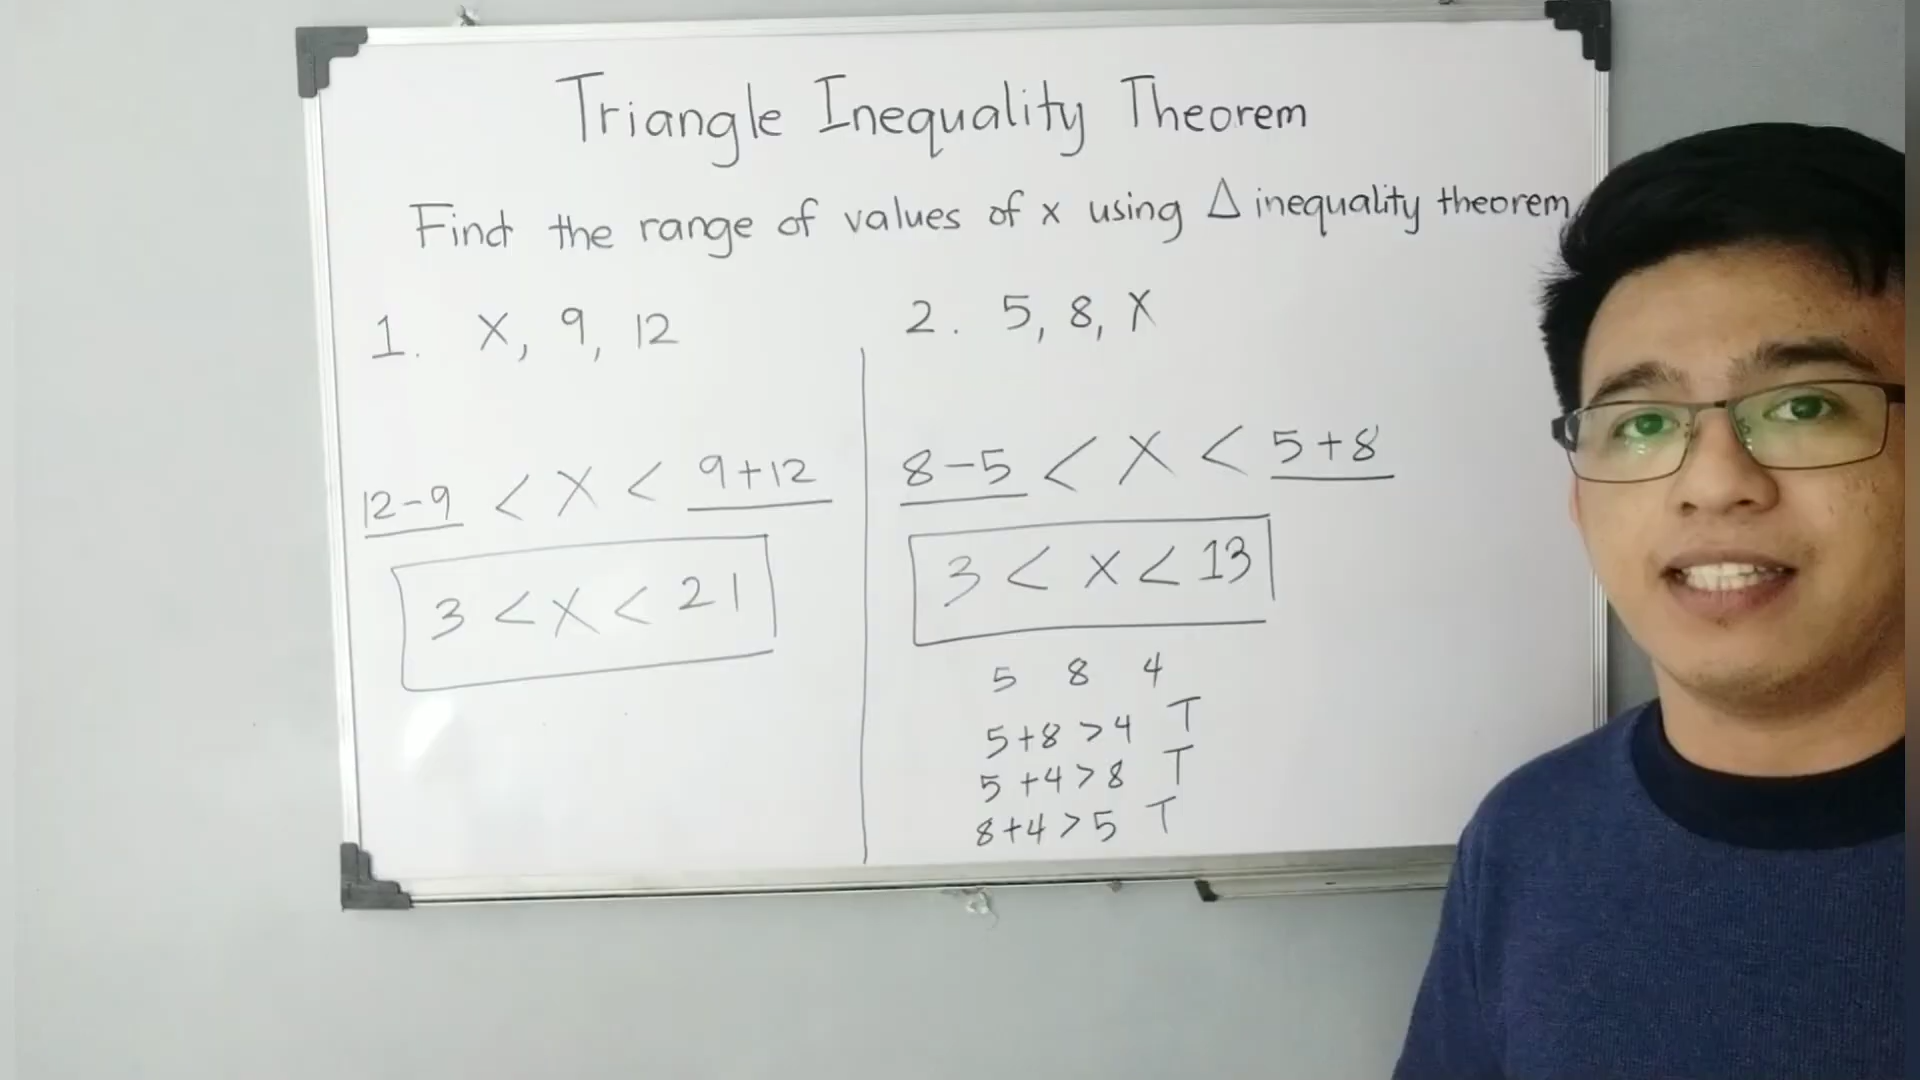 Triangle Inequality Theorem
Find the range of values of x using Δ inequality theorem
1. X, 9, 12
12-9 < X < 9+12
3 < X < 21
2. 5, 8, X
8-5 < X < 5+8
3 < X < 13
5 8 4
5+8 > 4 T
5+4 > 8 T
8+4 > 5 T